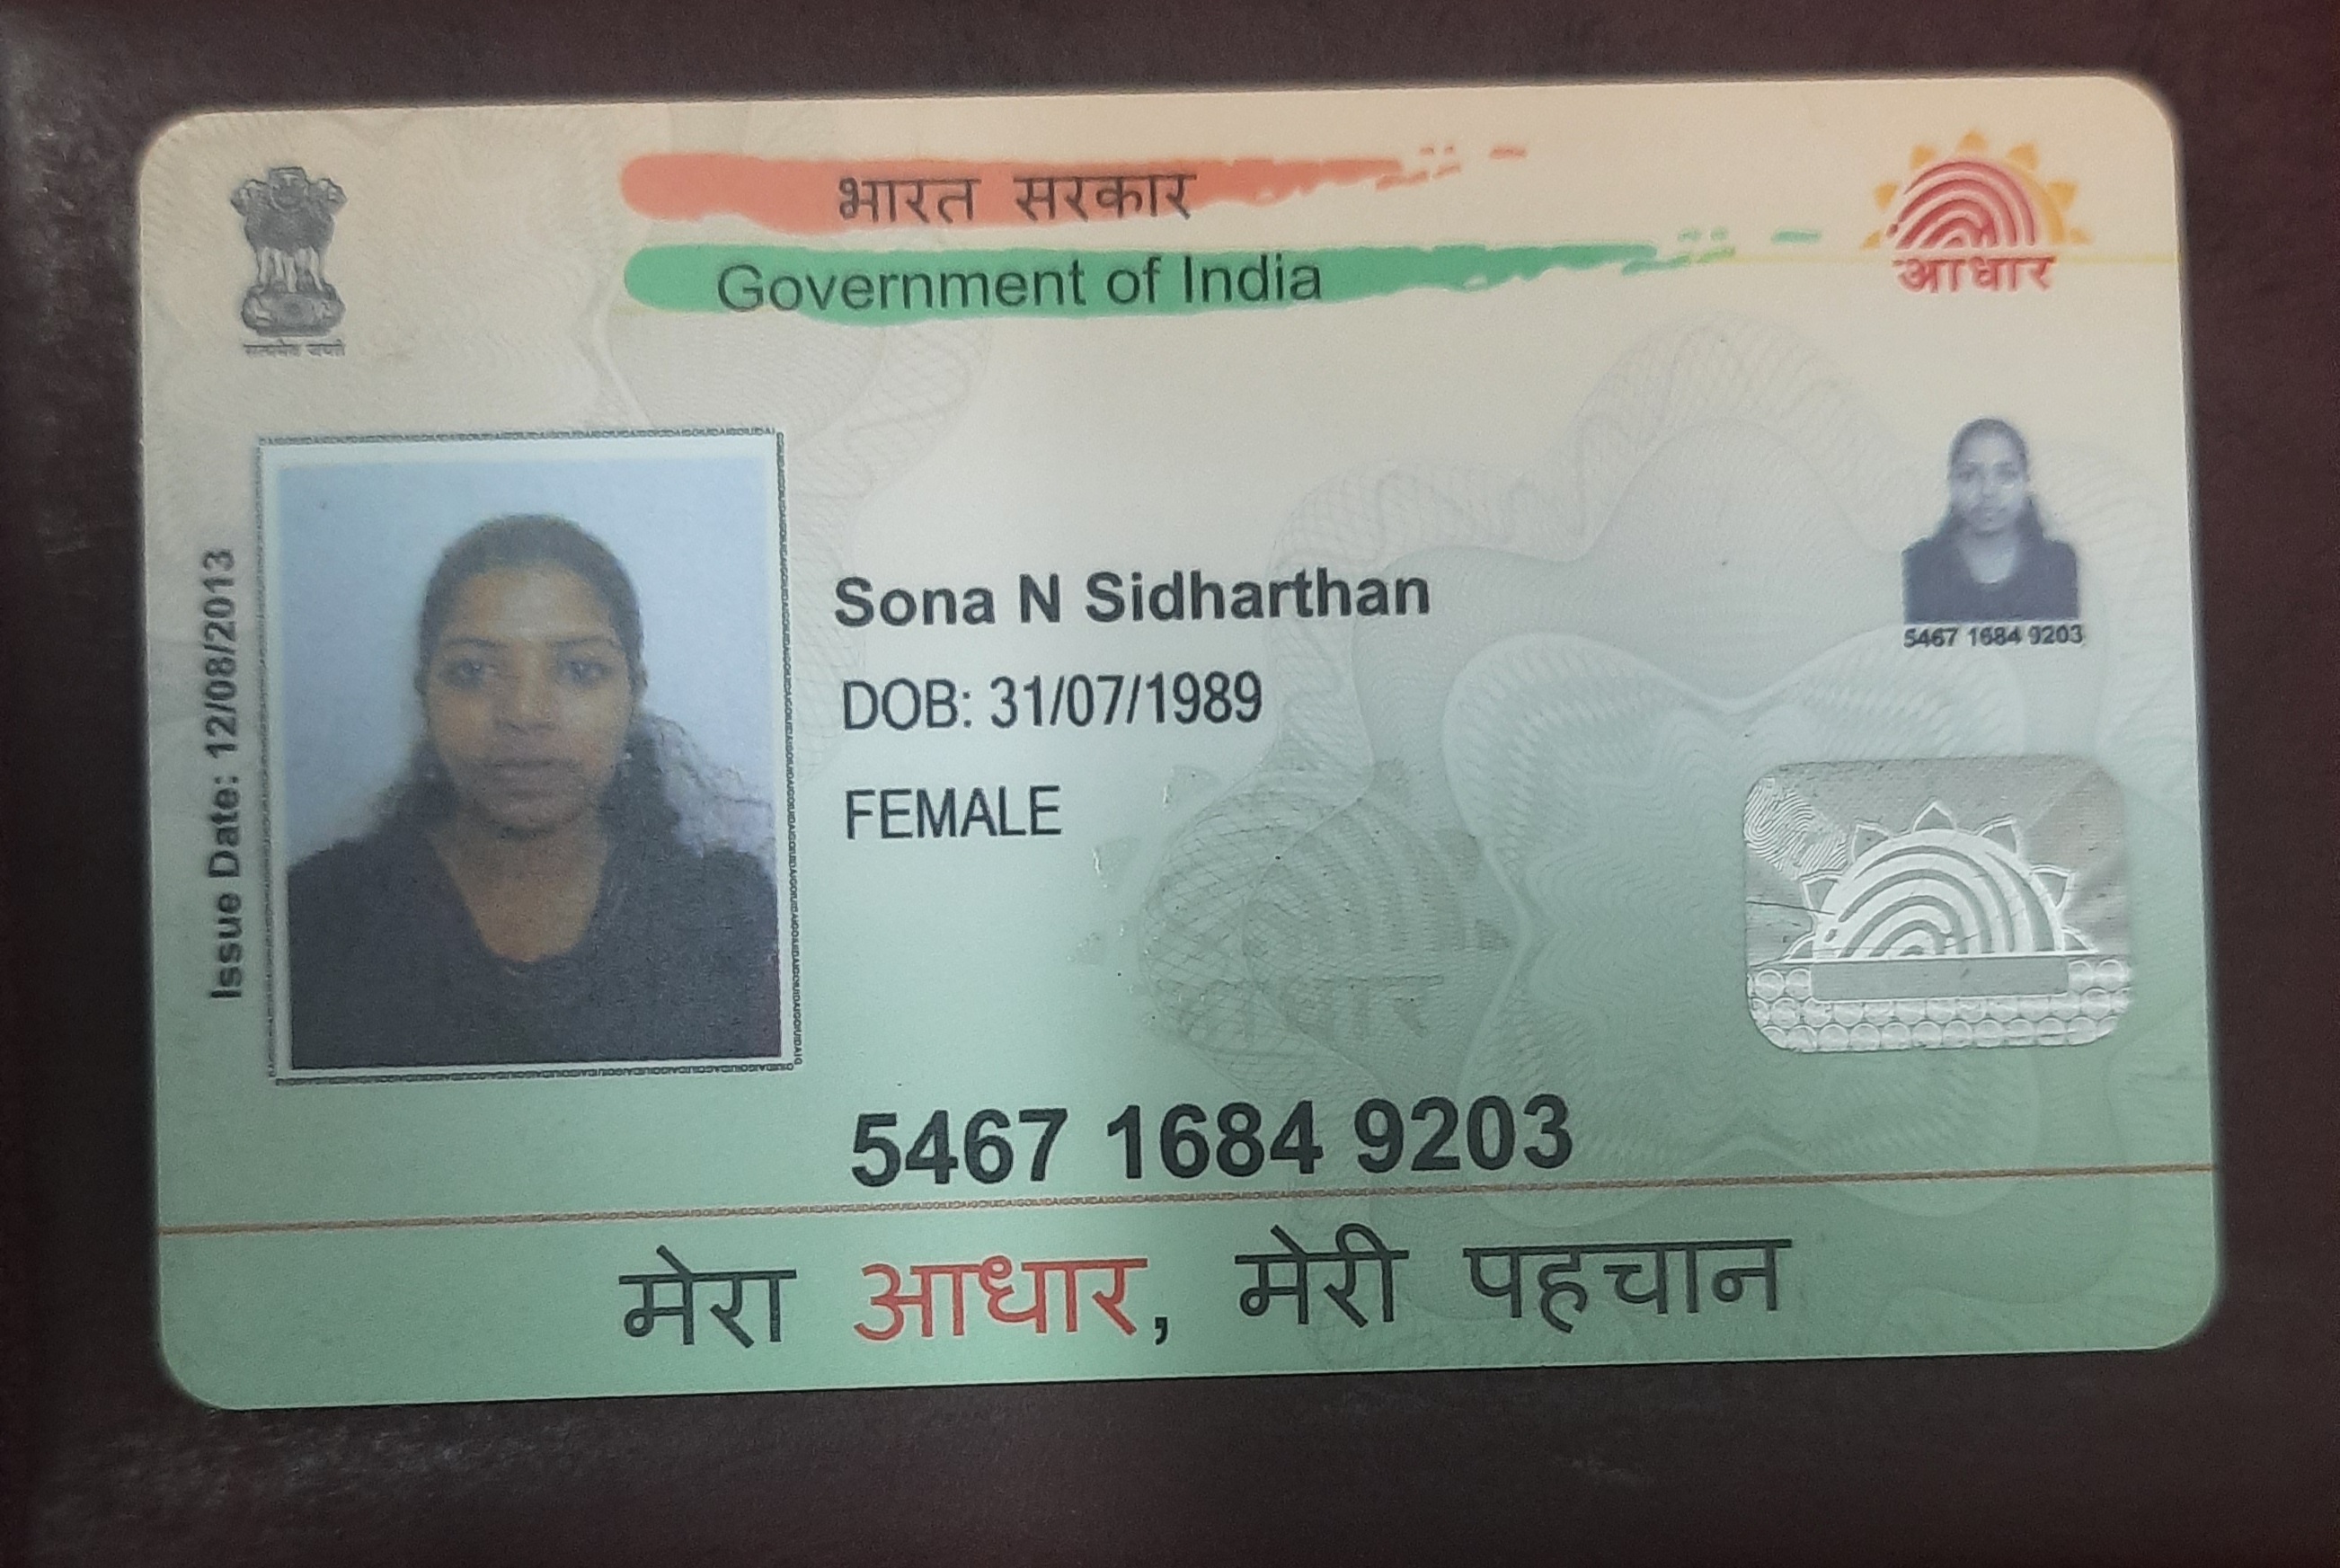 भारत सरकार
Government of India
आधार
सत्यमेव जयते
Issue Date: 12/08/2013
Sona N Sidharthan
DOB: 31/07/1989
FEMALE
5467 1684 9203
5467 1684 9203
मेरा आधार, मेरी पहचान